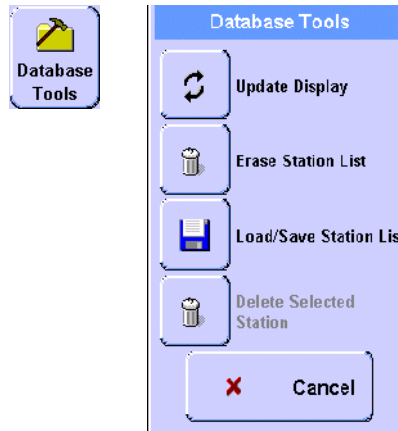 Database
Tools
Database Tools
Update Display
Erase Station List
Load/Save Station Lis
Delete Selected
Station
Cancel